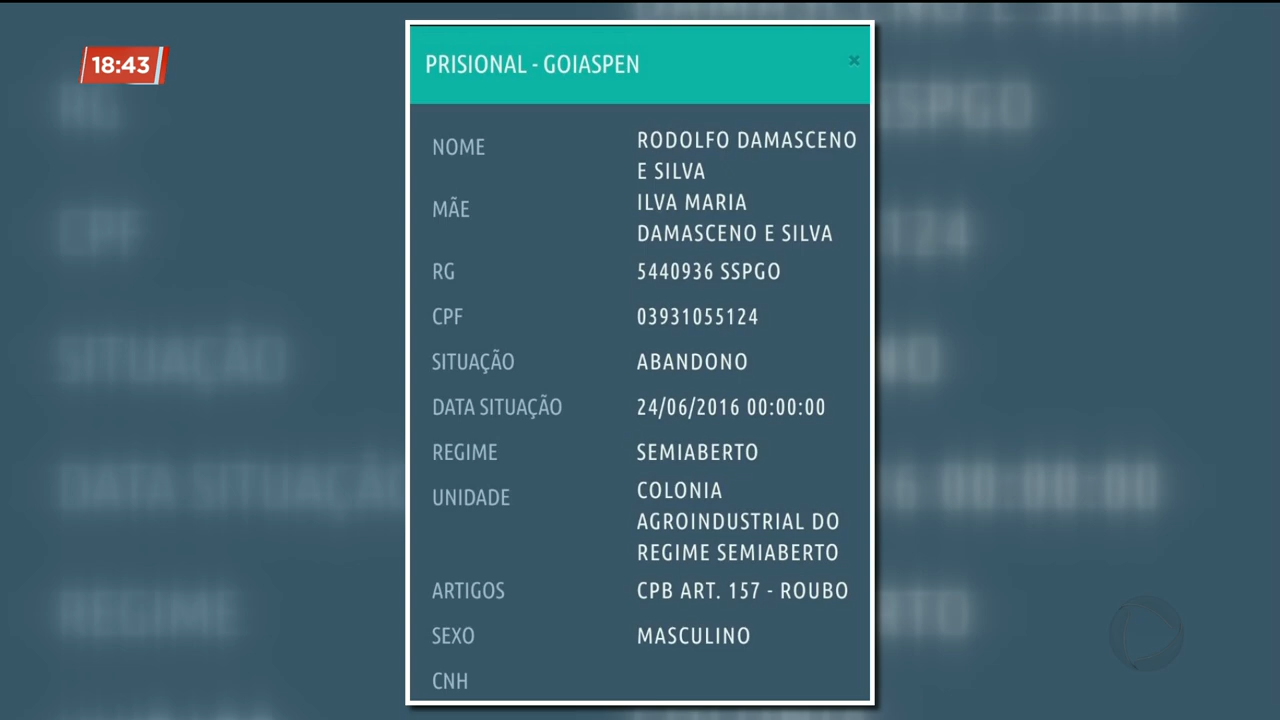 18:43
PRISIONAL - GOIASPEN
×
NOME RODOLFO DAMASCENO
E SILVA
MÃE ILVA MARIA
DAMASCENO E SILVA
RG 5440936 SSPGO
CPF 03931055124
SITUAÇÃO ABANDONO
DATA SITUAÇÃO 24/06/2016 00:00:00
REGIME SEMIABERTO
UNIDADE COLONIA
AGROINDUSTRIAL DO
REGIME SEMIABERTO
ARTIGOS CPB ART. 157 - ROUBO
SEXO MASCULINO
CNH